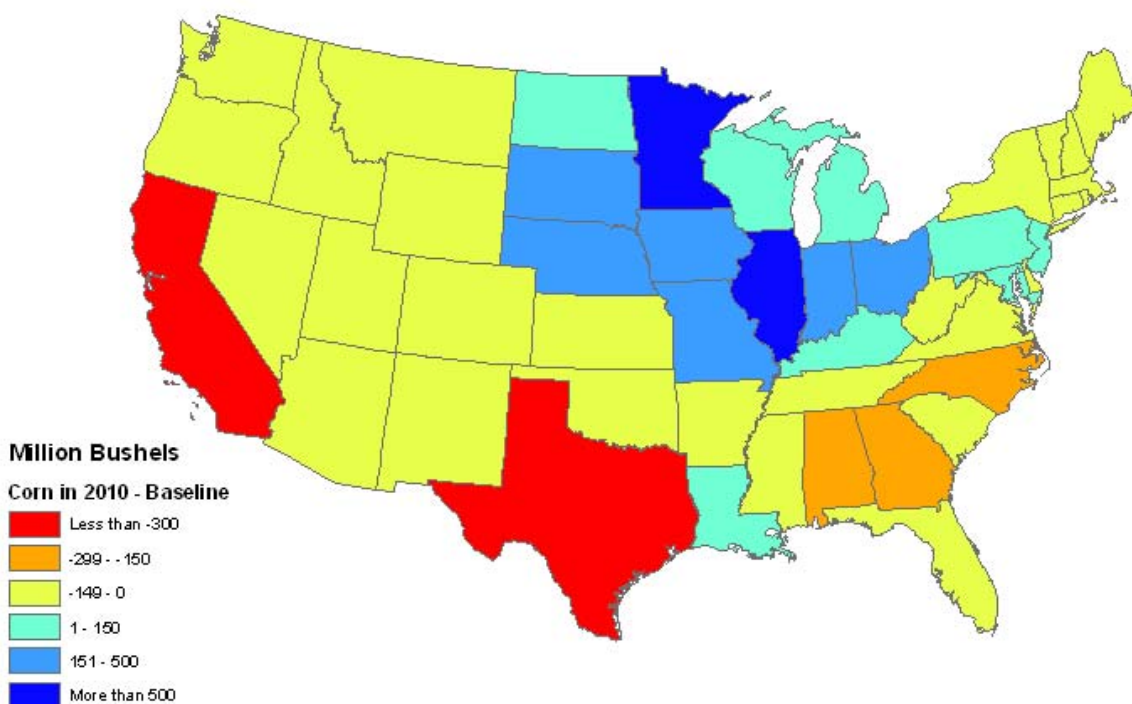 Million Bushels
Corn in 2010 - Baseline
Less than -300
-299 - -150
-149 - 0
1 - 150
151 - 500
More than 500